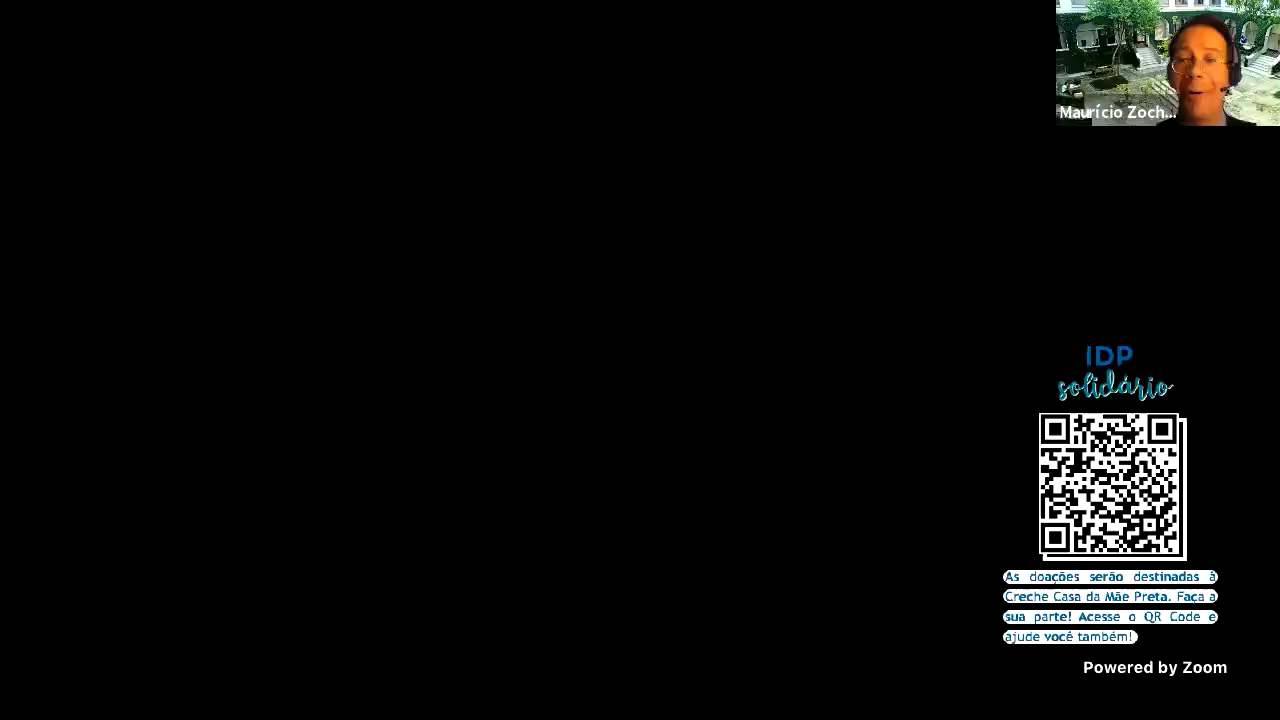 Maurício Zoch...
IDP
solidário
As doações serão destinadas à
Creche Casa da Mãe Preta. Faça a
sua parte! Acesse o QR Code e
ajude você também!
Powered by Zoom